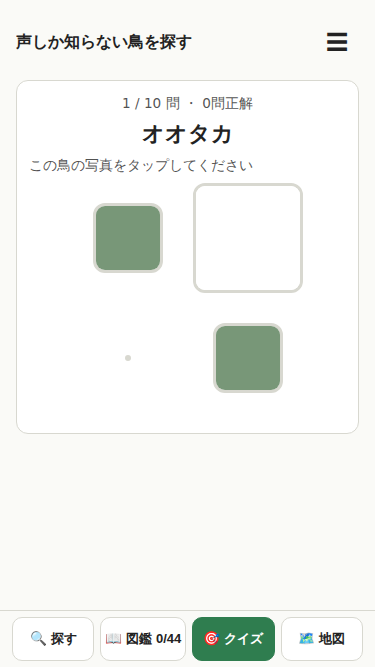 声しか知らない鳥を探す
1 / 10 問 · 0問正解
オオタカ
この鳥の写真をタップしてください
探す
図鑑 0/44
クイズ
地図